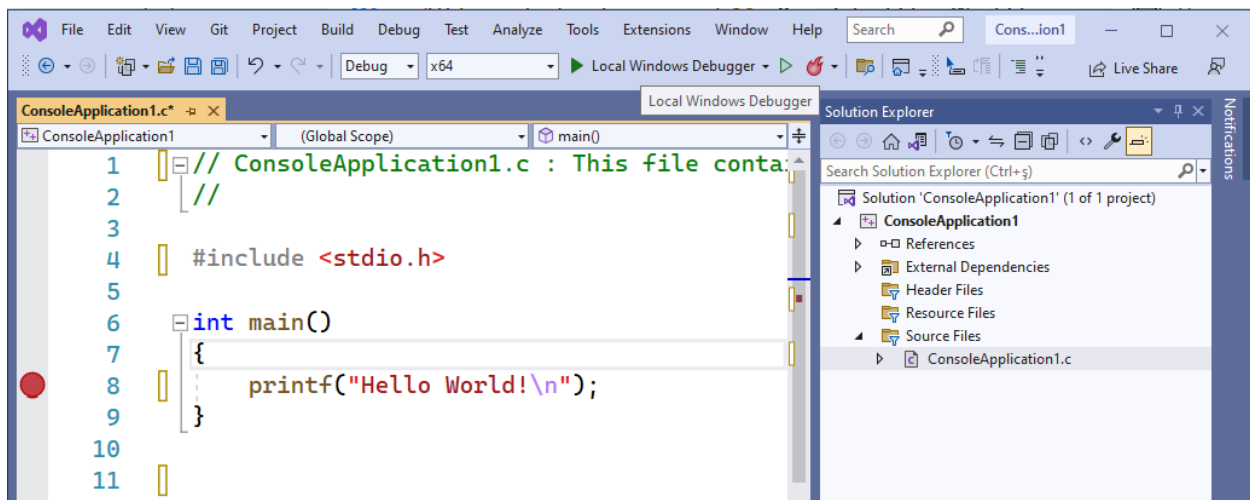 File Edit View Git Project Build Debug Test Analyze Tools Extensions Window Help Search Cons...ion1
Debug x64 Local Windows Debugger Live Share
Local Windows Debugger
ConsoleApplication1.c*
ConsoleApplication1 (Global Scope) main()
1 // ConsoleApplication1.c : This file contai
2 //
3
4 #include <stdio.h>
5
6 int main()
7 {
8 printf("Hello World!\n");
9 }
10
11
Solution Explorer
Search Solution Explorer (Ctrl+ş)
Solution 'ConsoleApplication1' (1 of 1 project)
ConsoleApplication1
References
External Dependencies
Header Files
Resource Files
Source Files
ConsoleApplication1.c
Notifications